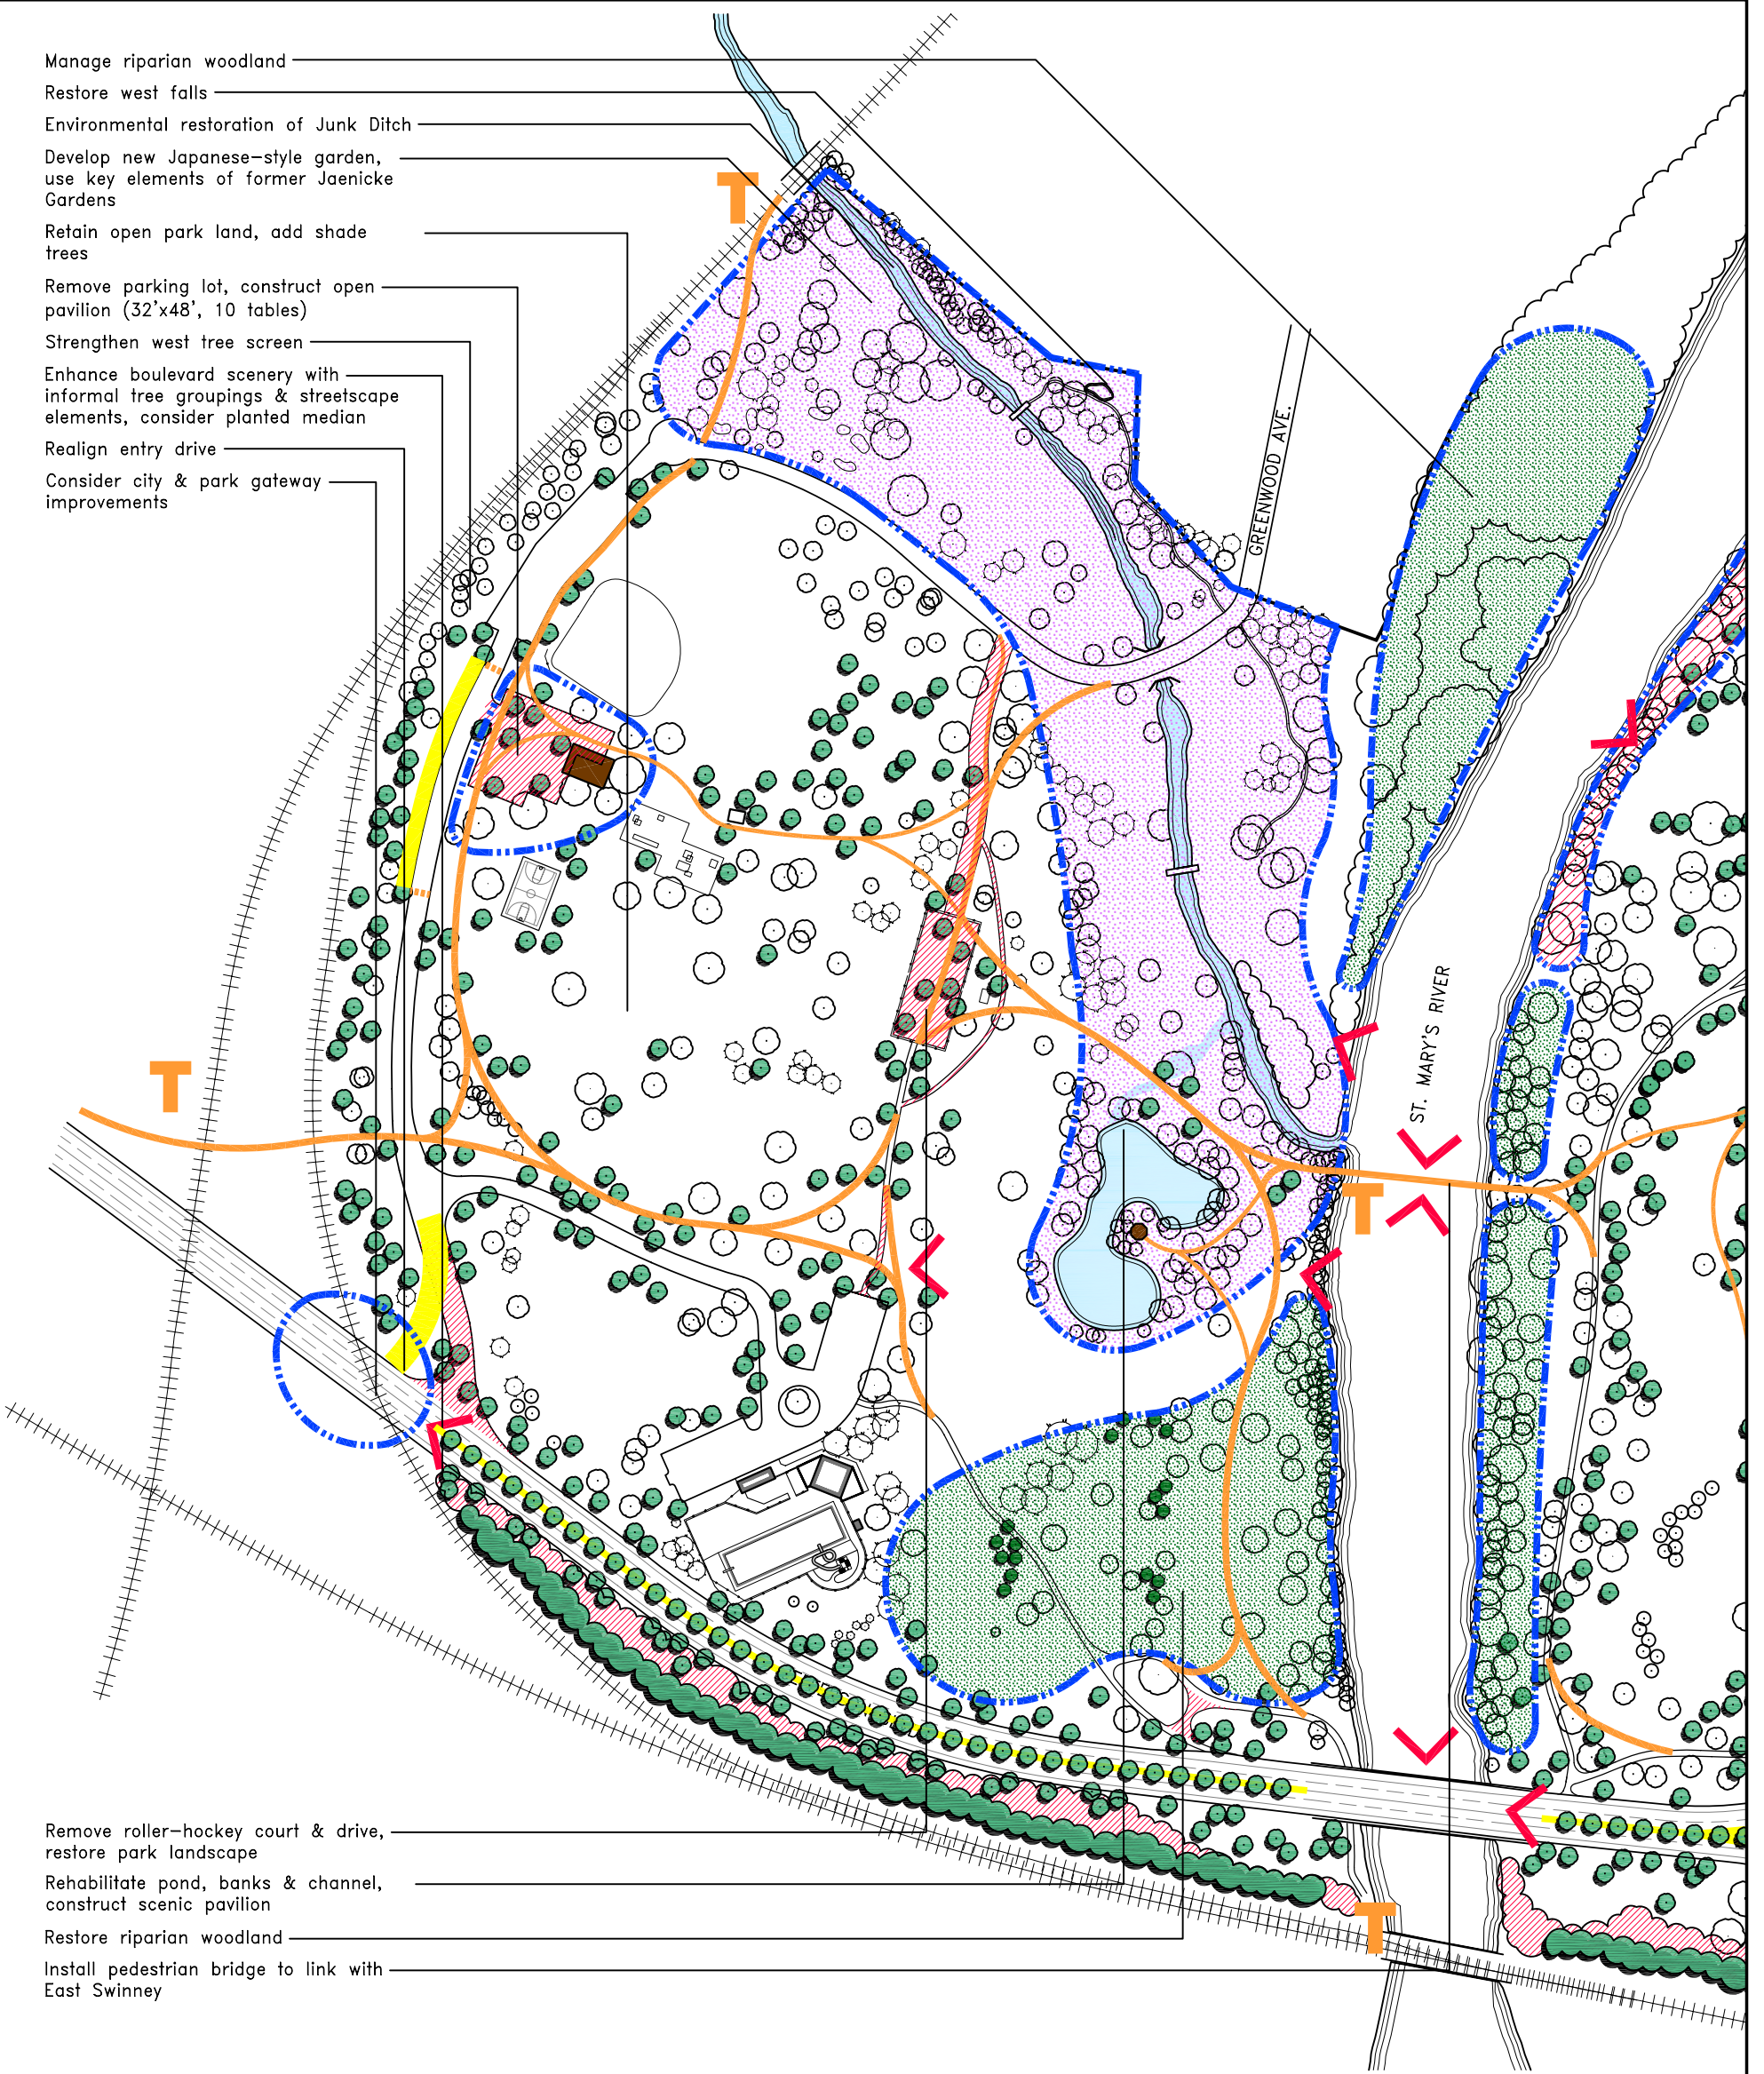 Manage riparian woodland
Restore west falls
Environmental restoration of Junk Ditch
Develop new Japanese-style garden,
use key elements of former Jaenicke
Gardens
Retain open park land, add shade
trees
Remove parking lot, construct open
pavilion (32'x48', 10 tables)
Strengthen west tree screen
Enhance boulevard scenery with
informal tree groupings & streetscape
elements, consider planted median
Realign entry drive
Consider city & park gateway
improvements
T
GREENWOOD AVE.
ST. MARY'S RIVER
T
T
Remove roller-hockey court & drive,
restore park landscape
Rehabilitate pond, banks & channel,
construct scenic pavilion
Restore riparian woodland
Install pedestrian bridge to link with
East Swinney
T